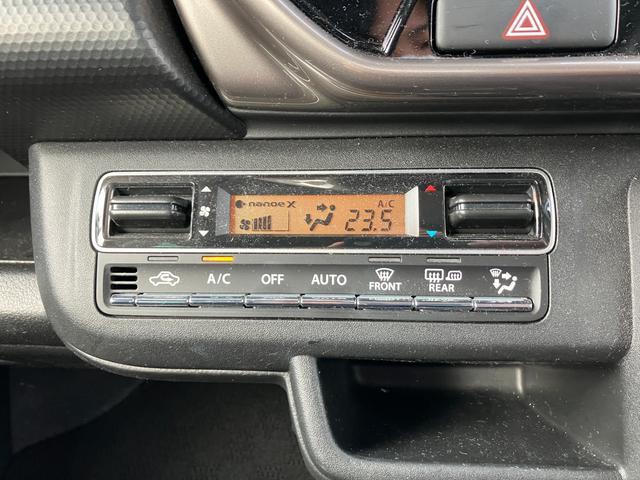 nanoe X
A/C
23.5
A/C
OFF
AUTO
FRONT
REAR